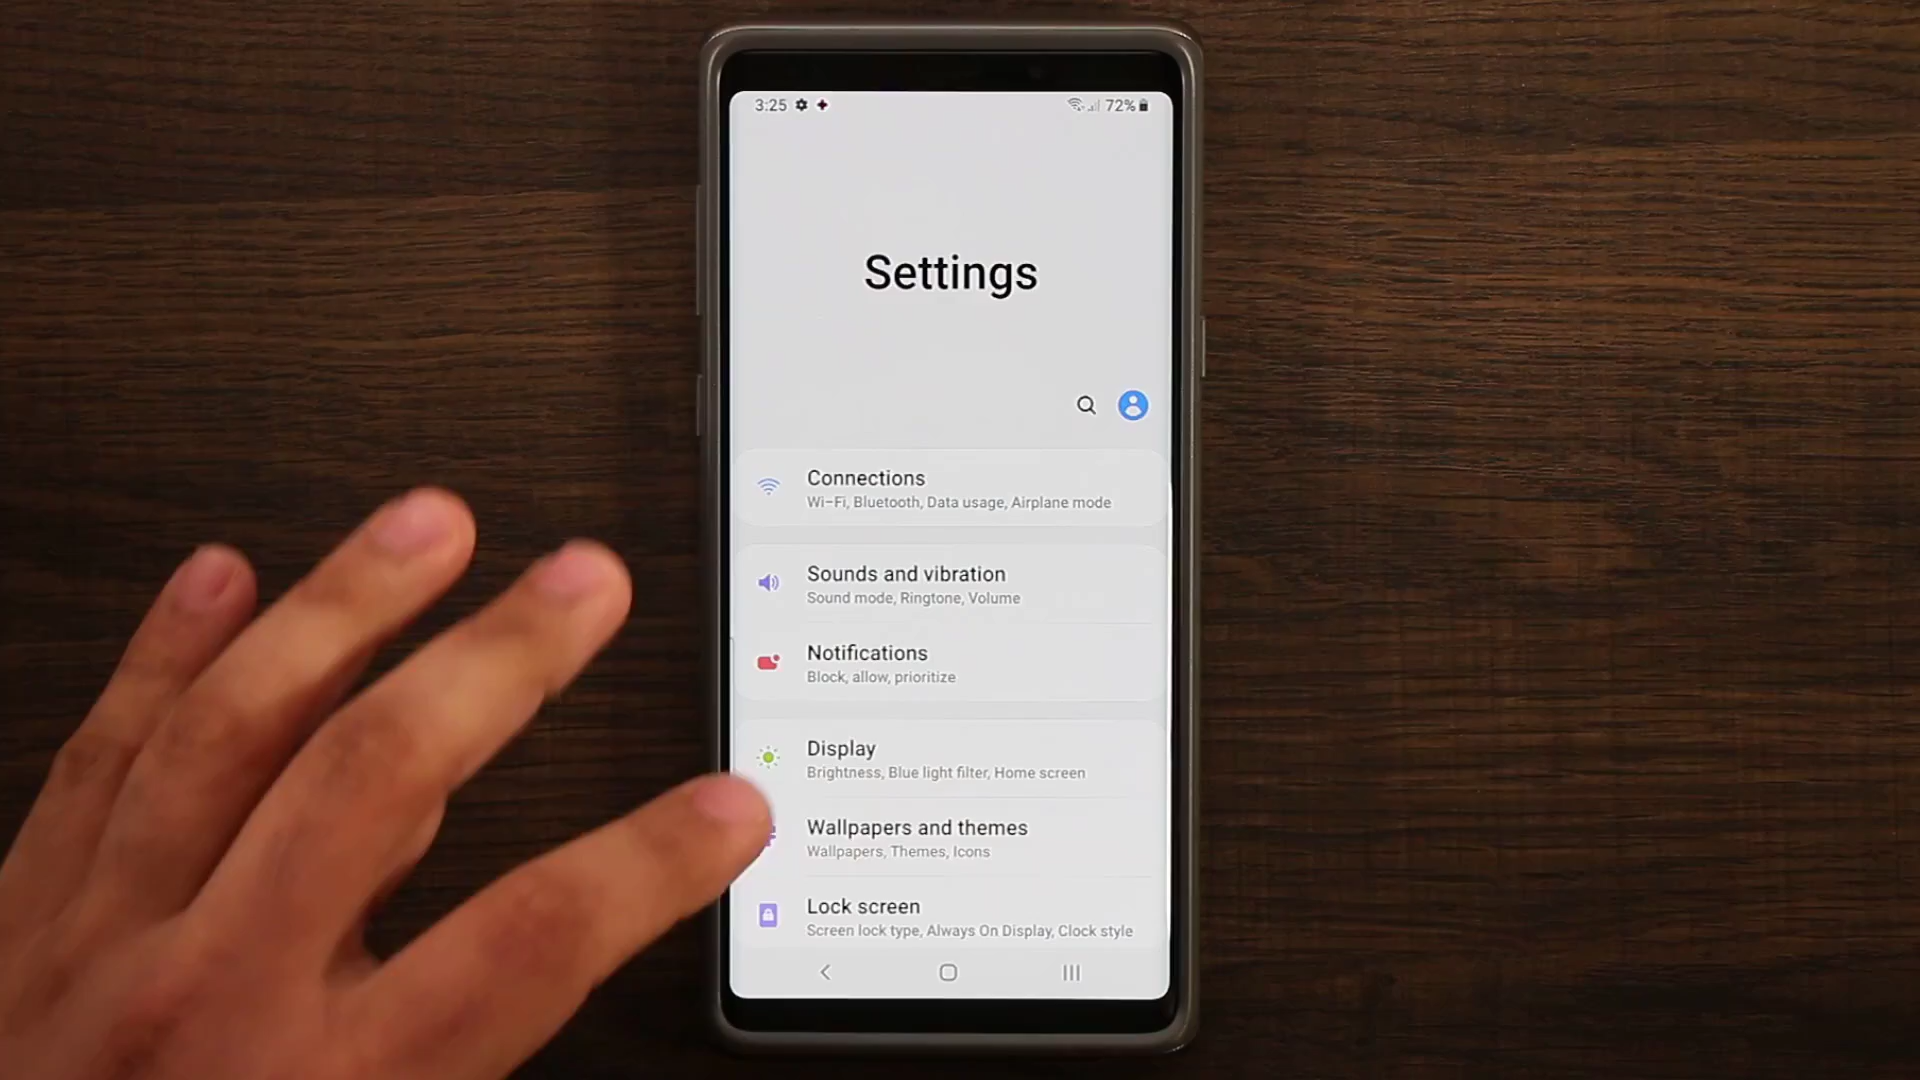 3:25 72%
Settings
Connections
Wi-Fi, Bluetooth, Data usage, Airplane mode
Sounds and vibration
Sound mode, Ringtone, Volume
Notifications
Block, allow, prioritize
Display
Brightness, Blue light filter, Home screen
Wallpapers and themes
Wallpapers, Themes, Icons
Lock screen
Screen lock type, Always On Display, Clock style